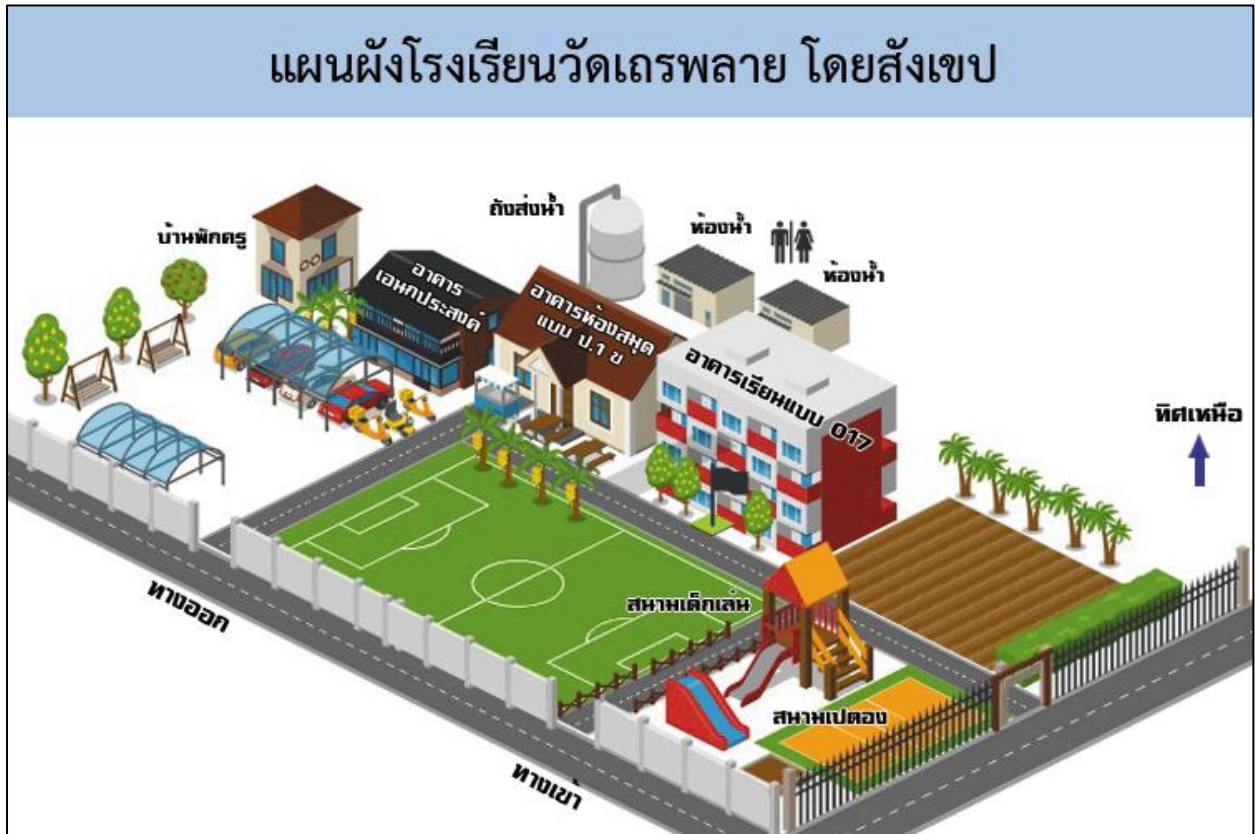 แผนผังโรงเรียนวัดเถรพลาย โดยสังเขป
ถังส่งน้ำ
ห้องน้ำ
บ้านพักครู
ห้องน้ำ
อาคาร
เอนกประสงค์
อาคารห้องสมุด
แบบ ป.1 ข
อาคารเรียนแบบ 017
ทิศเหนือ
ทางออก
สนามเด็กเล่น
สนามเปตอง
ทางเข้า